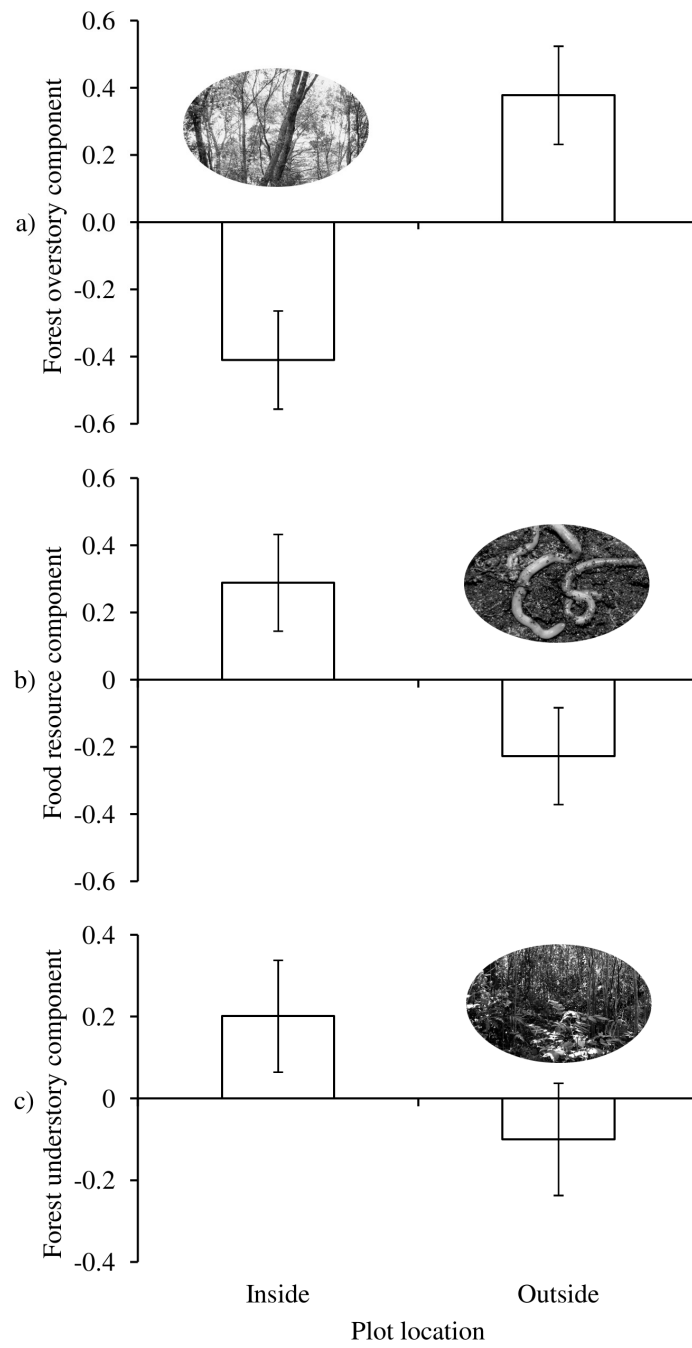 0.6
0.4
0.2
0.0
-0.2
-0.4
-0.6
a)
Forest overstory component
0.6
0.4
0.2
0
-0.2
-0.4
-0.6
b)
Food resource component
0.4
0.2
0
-0.2
-0.4
c)
Forest understory component
Inside
Outside
Plot location